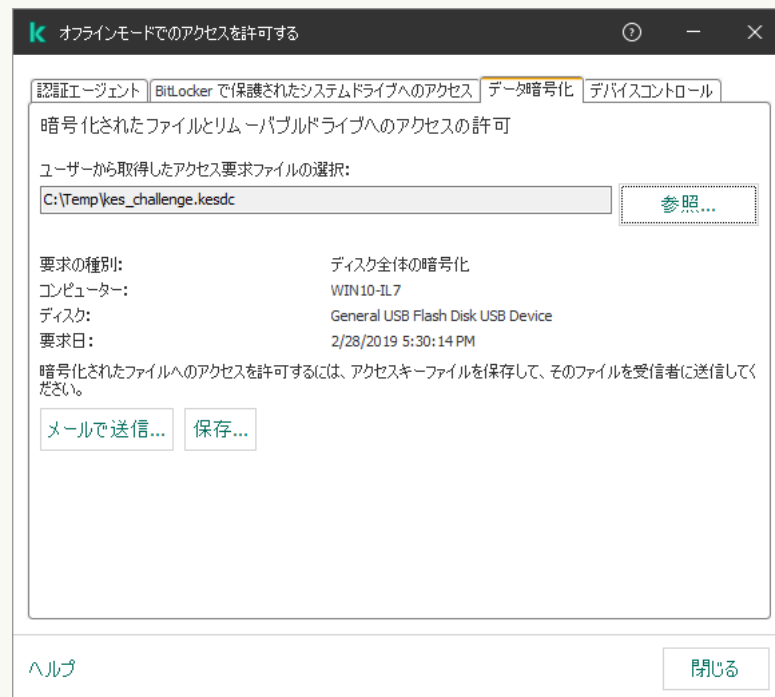 オフラインモードでのアクセスを許可する
認証エージェント BitLocker で保護されたシステムドライブへのアクセス データ暗号化 デバイスコントロール
暗号化されたファイルとリムーバブルドライブへのアクセスの許可
ユーザーから取得したアクセス要求ファイルの選択:
C:\Temp\kes_challenge.kesdc 参照...
要求の種別: ディスク全体の暗号化
コンピューター: WIN10-IL7
ディスク: General USB Flash Disk USB Device
要求日: 2/28/2019 5:30:14 PM
暗号化されたファイルへのアクセスを許可するには、アクセスキーファイルを保存して、そのファイルを受信者に送信してく
ださい。
メールで送信... 保存...
ヘルプ 閉じる